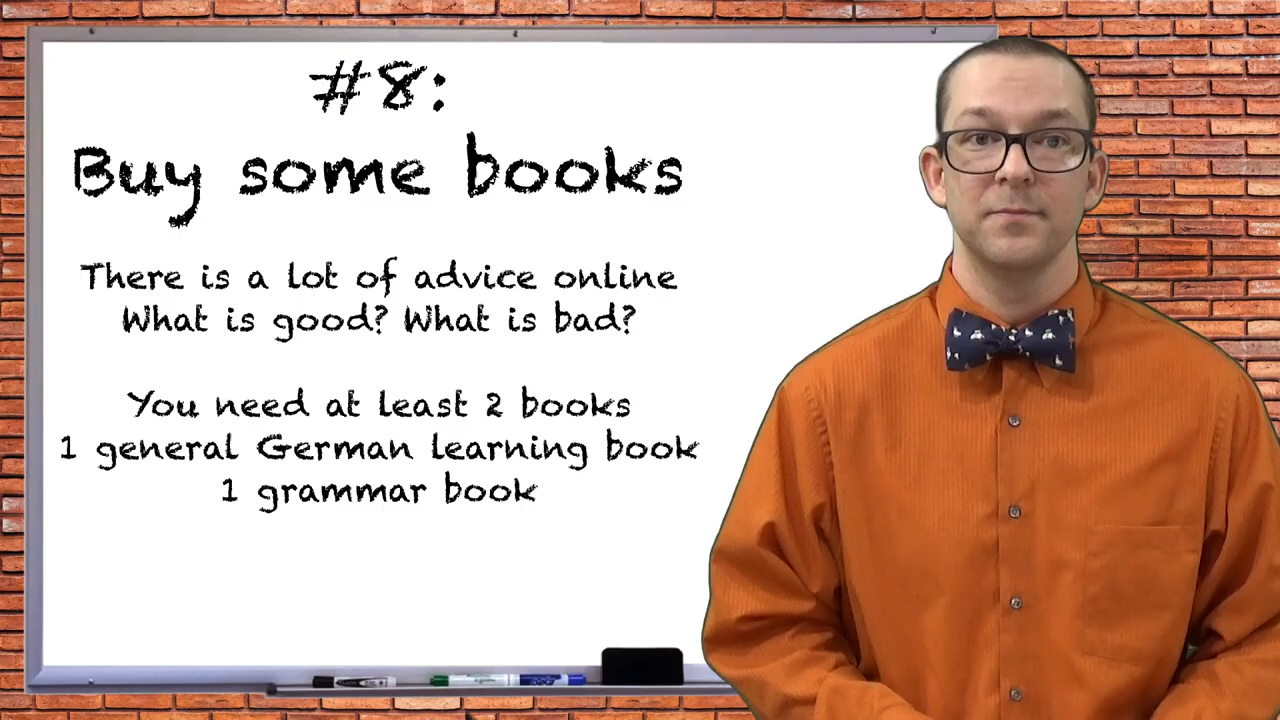 #8:
Buy some books
There is a lot of advice online
What is good? What is bad?
You need at least 2 books
1 general German learning book
1 grammar book